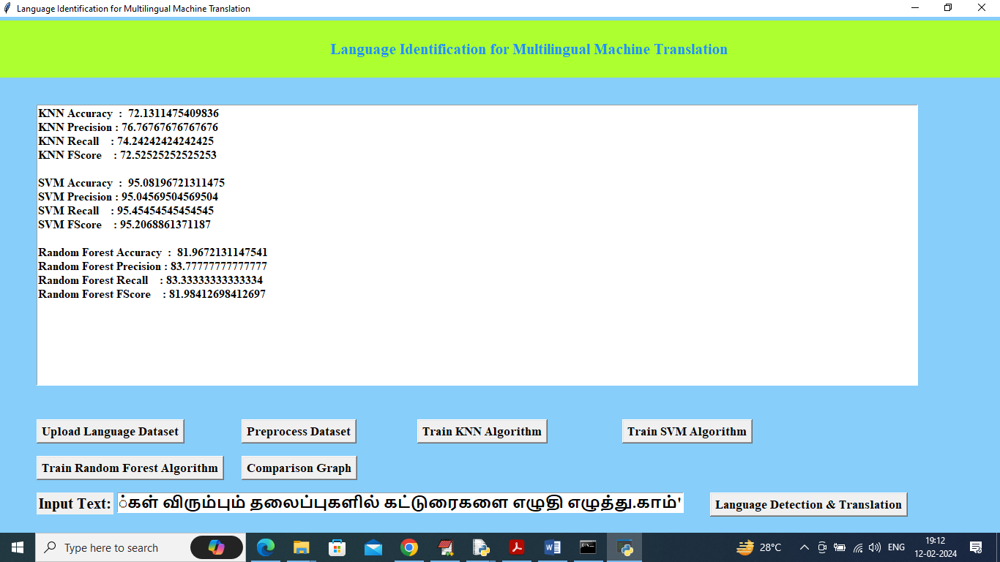 Language Identification for Multilingual Machine Translation
Language Identification for Multilingual Machine Translation
KNN Accuracy : 72.1311475409836
KNN Precision : 76.76767676767676
KNN Recall : 74.24242424242425
KNN FScore : 72.52525252525253
SVM Accuracy : 95.08196721311475
SVM Precision : 95.04569504569504
SVM Recall : 95.45454545454545
SVM FScore : 95.2068861371187
Random Forest Accuracy : 81.9672131147541
Random Forest Precision : 83.77777777777777
Random Forest Recall : 83.33333333333334
Random Forest FScore : 81.98412698412697
Upload Language Dataset Preprocess Dataset Train KNN Algorithm Train SVM Algorithm
Train Random Forest Algorithm Comparison Graph
Input Text: ்கள் விரும்பும் தலைப்புகளில் கட்டுரைகளை எழுதி எழுத்து.காம்' Language Detection & Translation
Type here to search 28°C ENG 19:12
12-02-2024